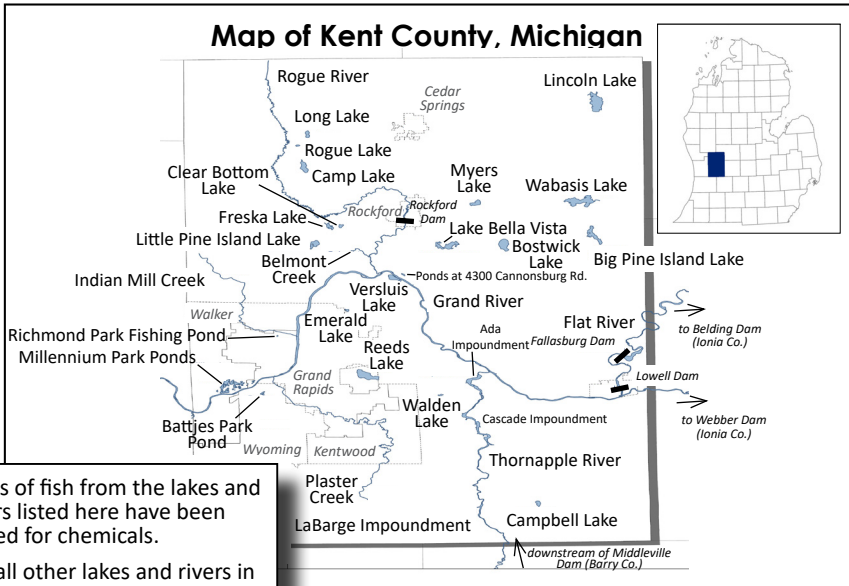 Map of Kent County, Michigan
Rogue River
Lincoln Lake
Cedar
Springs
Long Lake
Rogue Lake
Clear Bottom
Lake
Camp Lake
Myers
Lake
Wabasis Lake
Rockford
Rockford
Dam
Freska Lake
Little Pine Island Lake
Lake Bella Vista
Bostwick
Lake
Big Pine Island Lake
Belmont
Creek
Ponds at 4300 Cannonsburg Rd.
Indian Mill Creek
Versluis
Lake
Grand River
Walker
Emerald
Lake
Flat River
to Belding Dam
(Ionia Co.)
Richmond Park Fishing Pond
Millennium Park Ponds
Ada
Impoundment
Fallasburg Dam
Reeds
Lake
Lowell Dam
Grand
Rapids
Walden
Lake
Cascade Impoundment
to Webber Dam
(Ionia Co.)
Battjes Park
Pond
Wyoming
Kentwood
Thornapple River
Plaster
Creek
LaBarge Impoundment
Campbell Lake
downstream of Middleville
Dam (Barry Co.)
s of fish from the lakes and
rs listed here have been
ed for chemicals.
all other lakes and rivers in